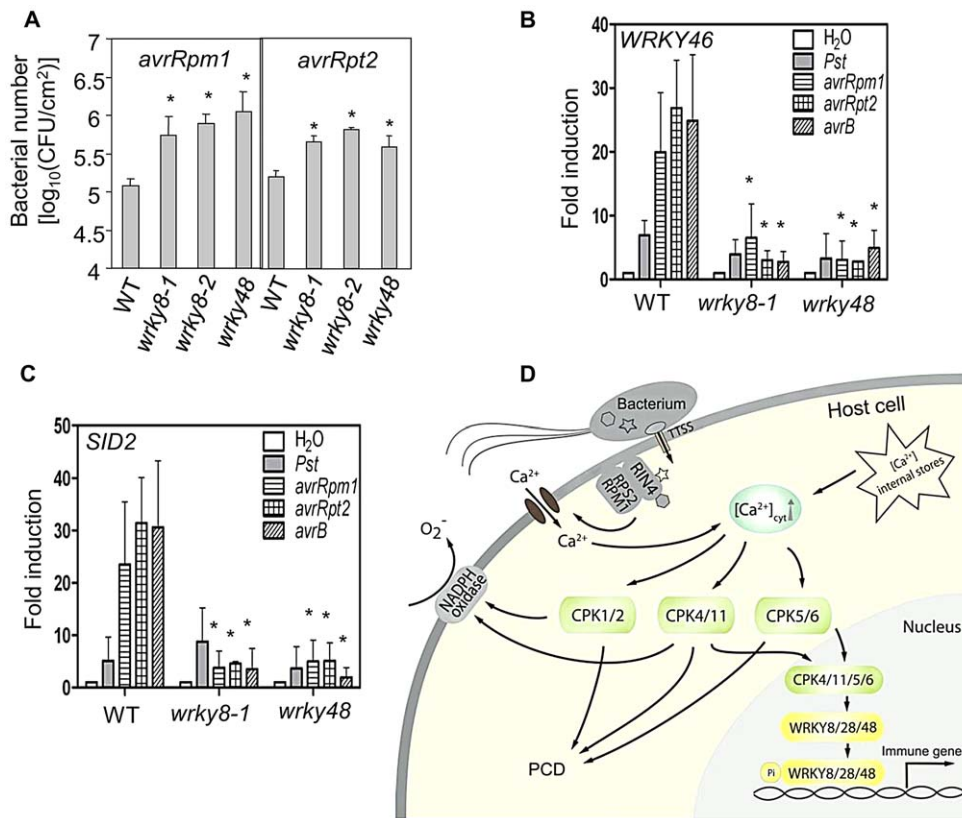 A
avrRpm1
avrRpt2
Bacterial number
[log10(CFU/cm2)]
7
6.5
6
5.5
5
4.5
4
*
*
*
*
*
*
WT
wrky8-1
wrky8-2
wrky48
WT
wrky8-1
wrky8-2
wrky48
B
WRKY46
Fold induction
40
30
20
10
0
H2O
Pst
avrRpm1
avrRpt2
avrB
*
* *
*
*
*
WT
wrky8-1
wrky48
C
SID2
Fold induction
50
40
30
20
10
0
H2O
Pst
avrRpm1
avrRpt2
avrB
* * *
* *
*
WT
wrky8-1
wrky48
D
Bacterium
TTSS
Host cell
RIN4
RPS2
RPM1
Ca2+
Ca2+
[Ca2+]
internal stores
[Ca2+]cyt
O2-
NADPH
oxidase
CPK1/2
CPK4/11
CPK5/6
Nucleus
CPK4/11/5/6
WRKY8/28/48
Immune gene
Pi
WRKY8/28/48
PCD